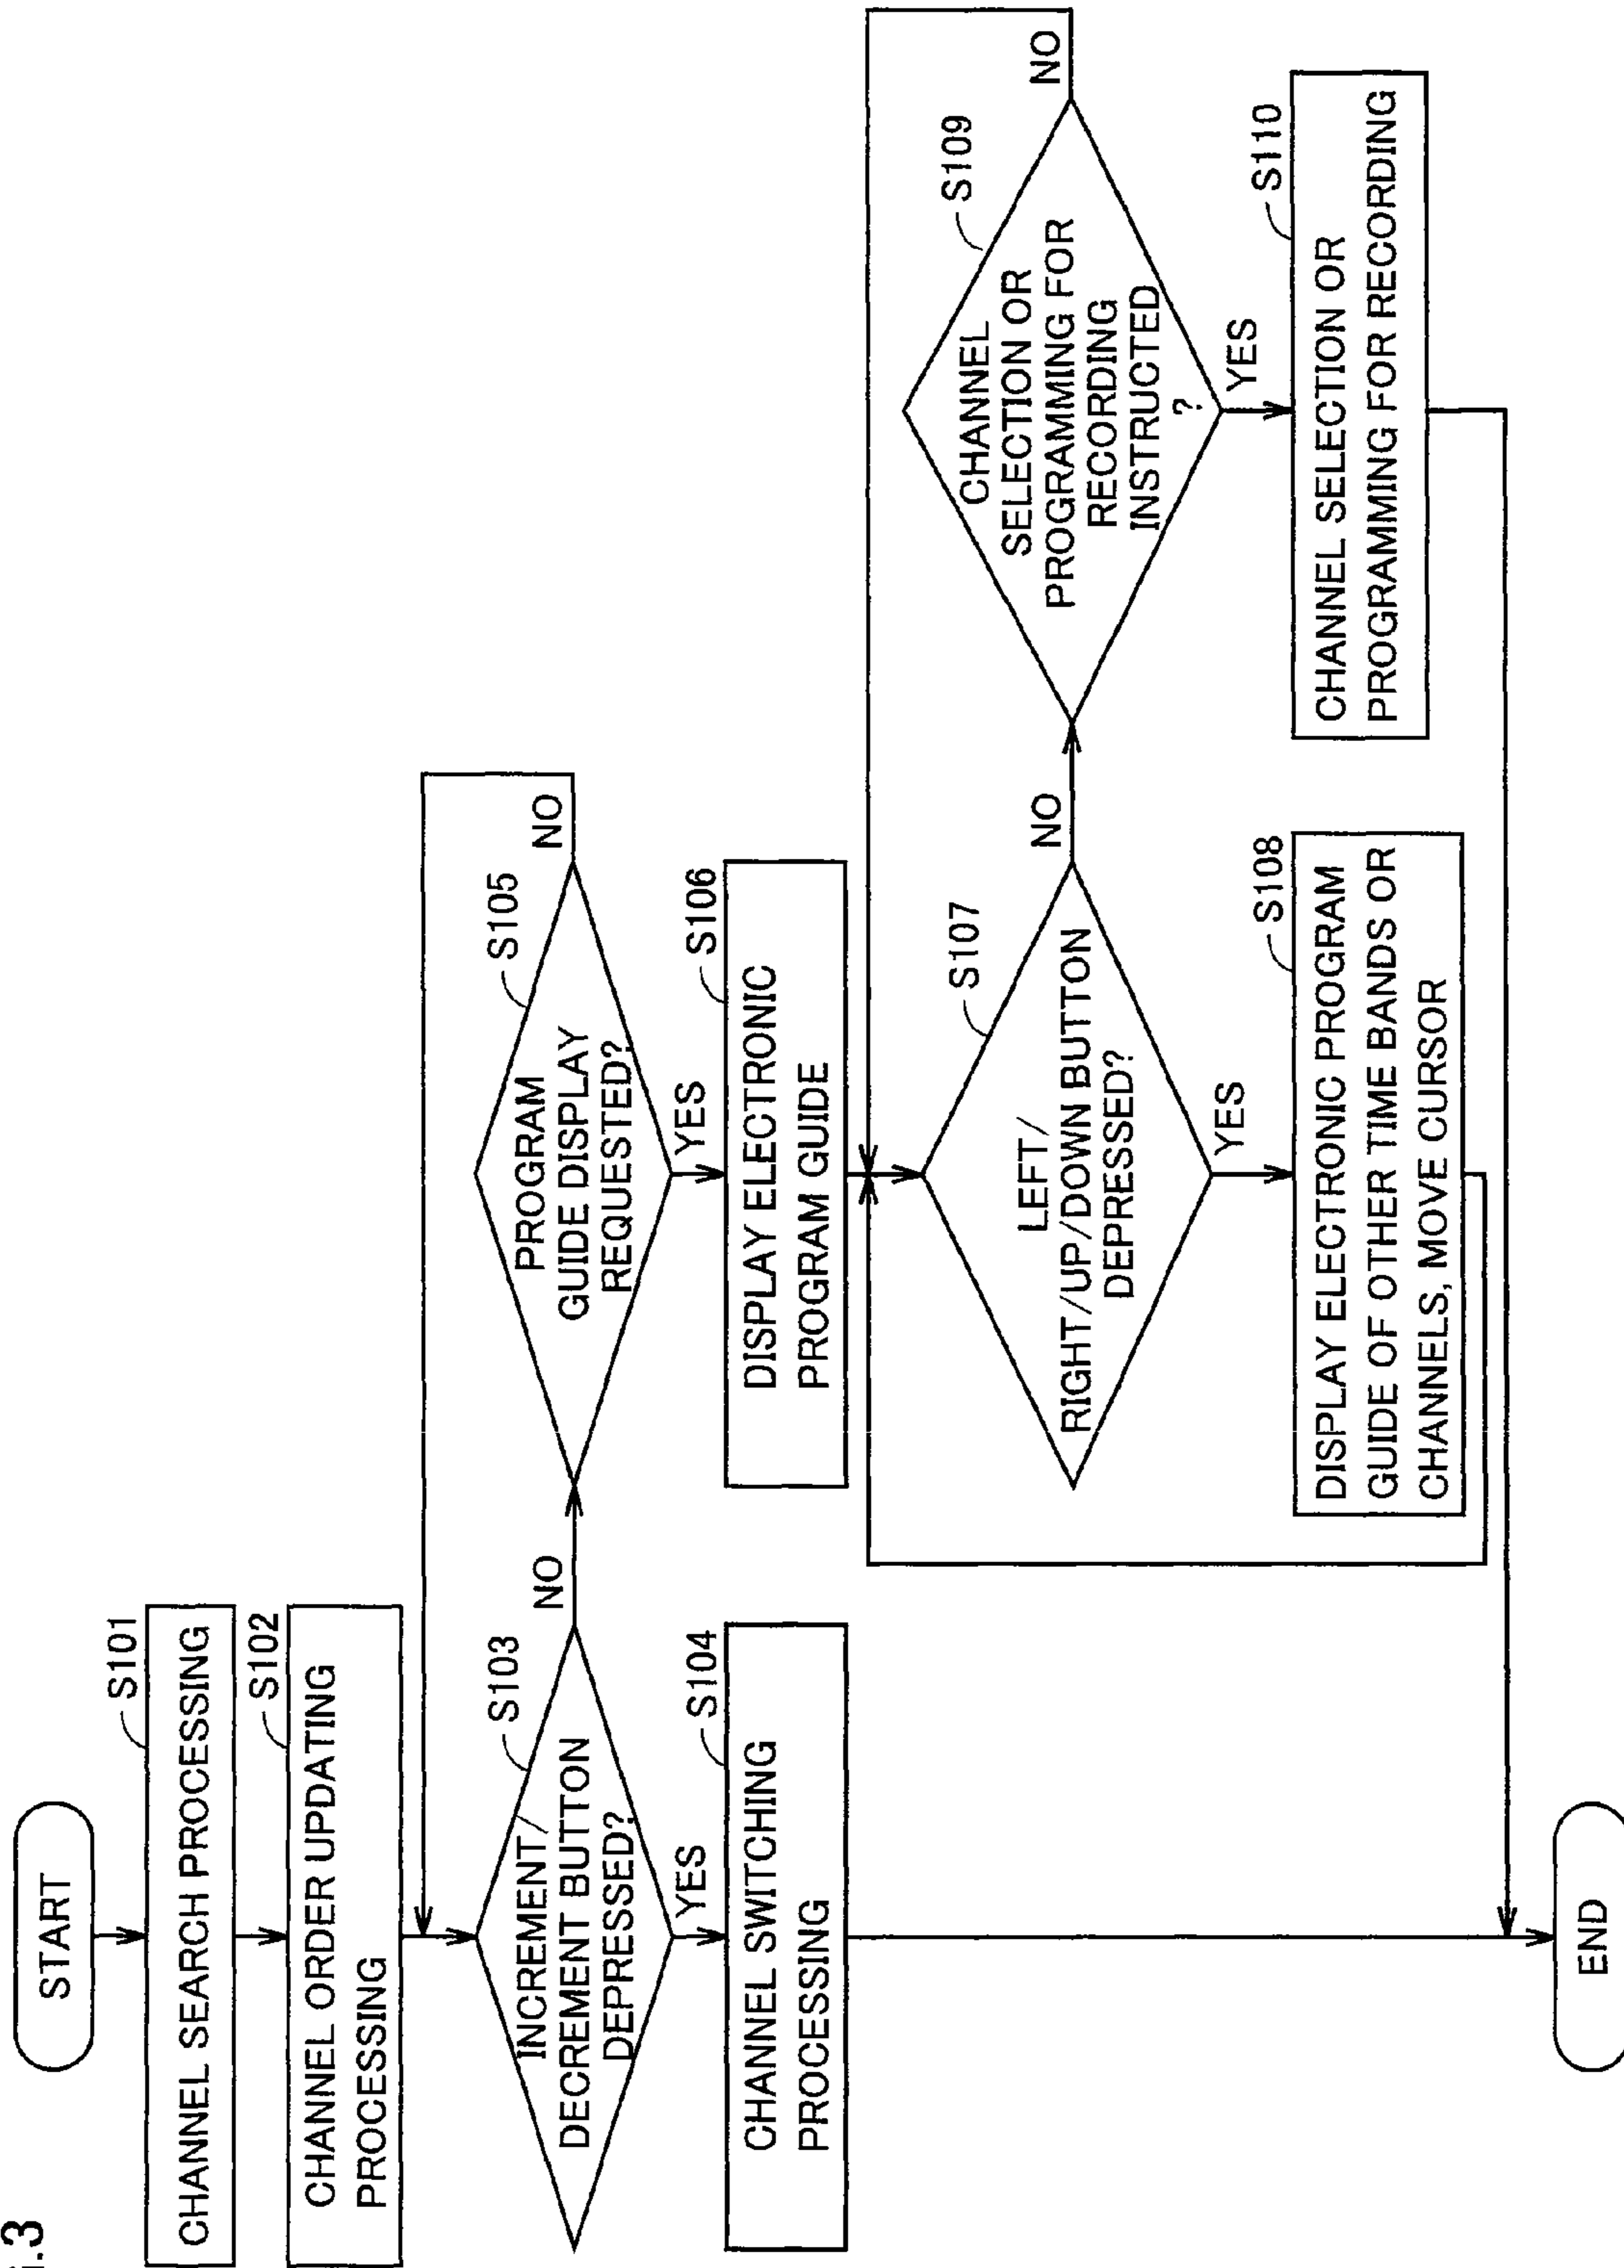 .3
START
S101
CHANNEL SEARCH PROCESSING
S102
CHANNEL ORDER UPDATING
PROCESSING
S103
INCREMENT/
DECREMENT BUTTON
DEPRESSED?
NO
YES
S104
CHANNEL SWITCHING
PROCESSING
S105
PROGRAM
GUIDE DISPLAY
REQUESTED?
NO
YES
S106
DISPLAY ELECTRONIC
PROGRAM GUIDE
S107
LEFT/
RIGHT/UP/DOWN BUTTON
DEPRESSED?
NO
YES
S108
DISPLAY ELECTRONIC PROGRAM
GUIDE OF OTHER TIME BANDS OR
CHANNELS, MOVE CURSOR
S109
CHANNEL
SELECTION OR
PROGRAMMING FOR
RECORDING
INSTRUCTED
?
NO
YES
S110
CHANNEL SELECTION OR
PROGRAMMING FOR RECORDING
END